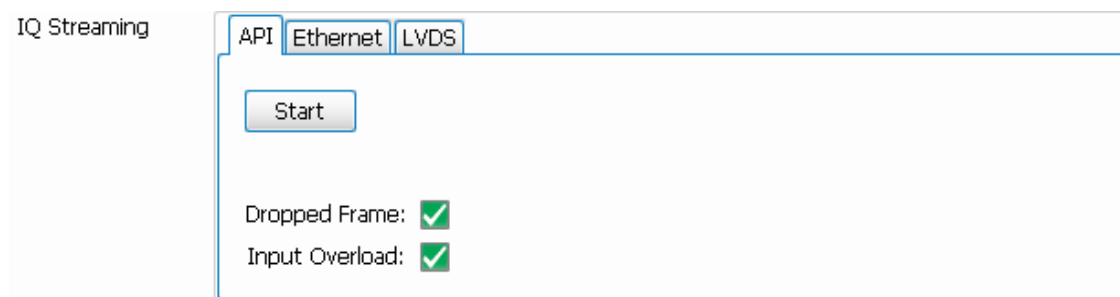 IQ Streaming
API Ethernet LVDS
Start
Dropped Frame:
Input Overload: